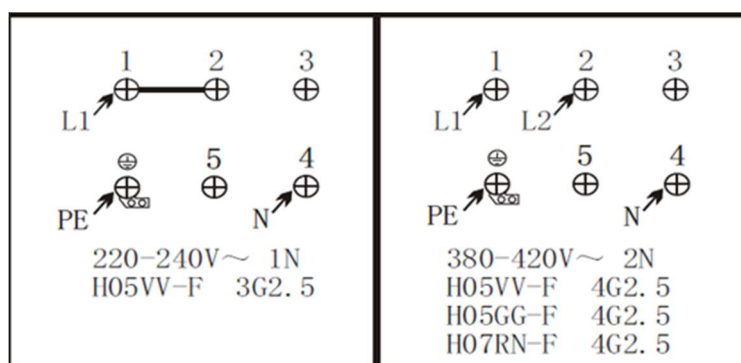 1 2 3
L1
5 4
PE N
220-240V～ 1N
H05VV-F 3G2.5
1 2 3
L1 L2
5 4
PE N
380-420V～ 2N
H05VV-F 4G2.5
H05GG-F 4G2.5
H07RN-F 4G2.5